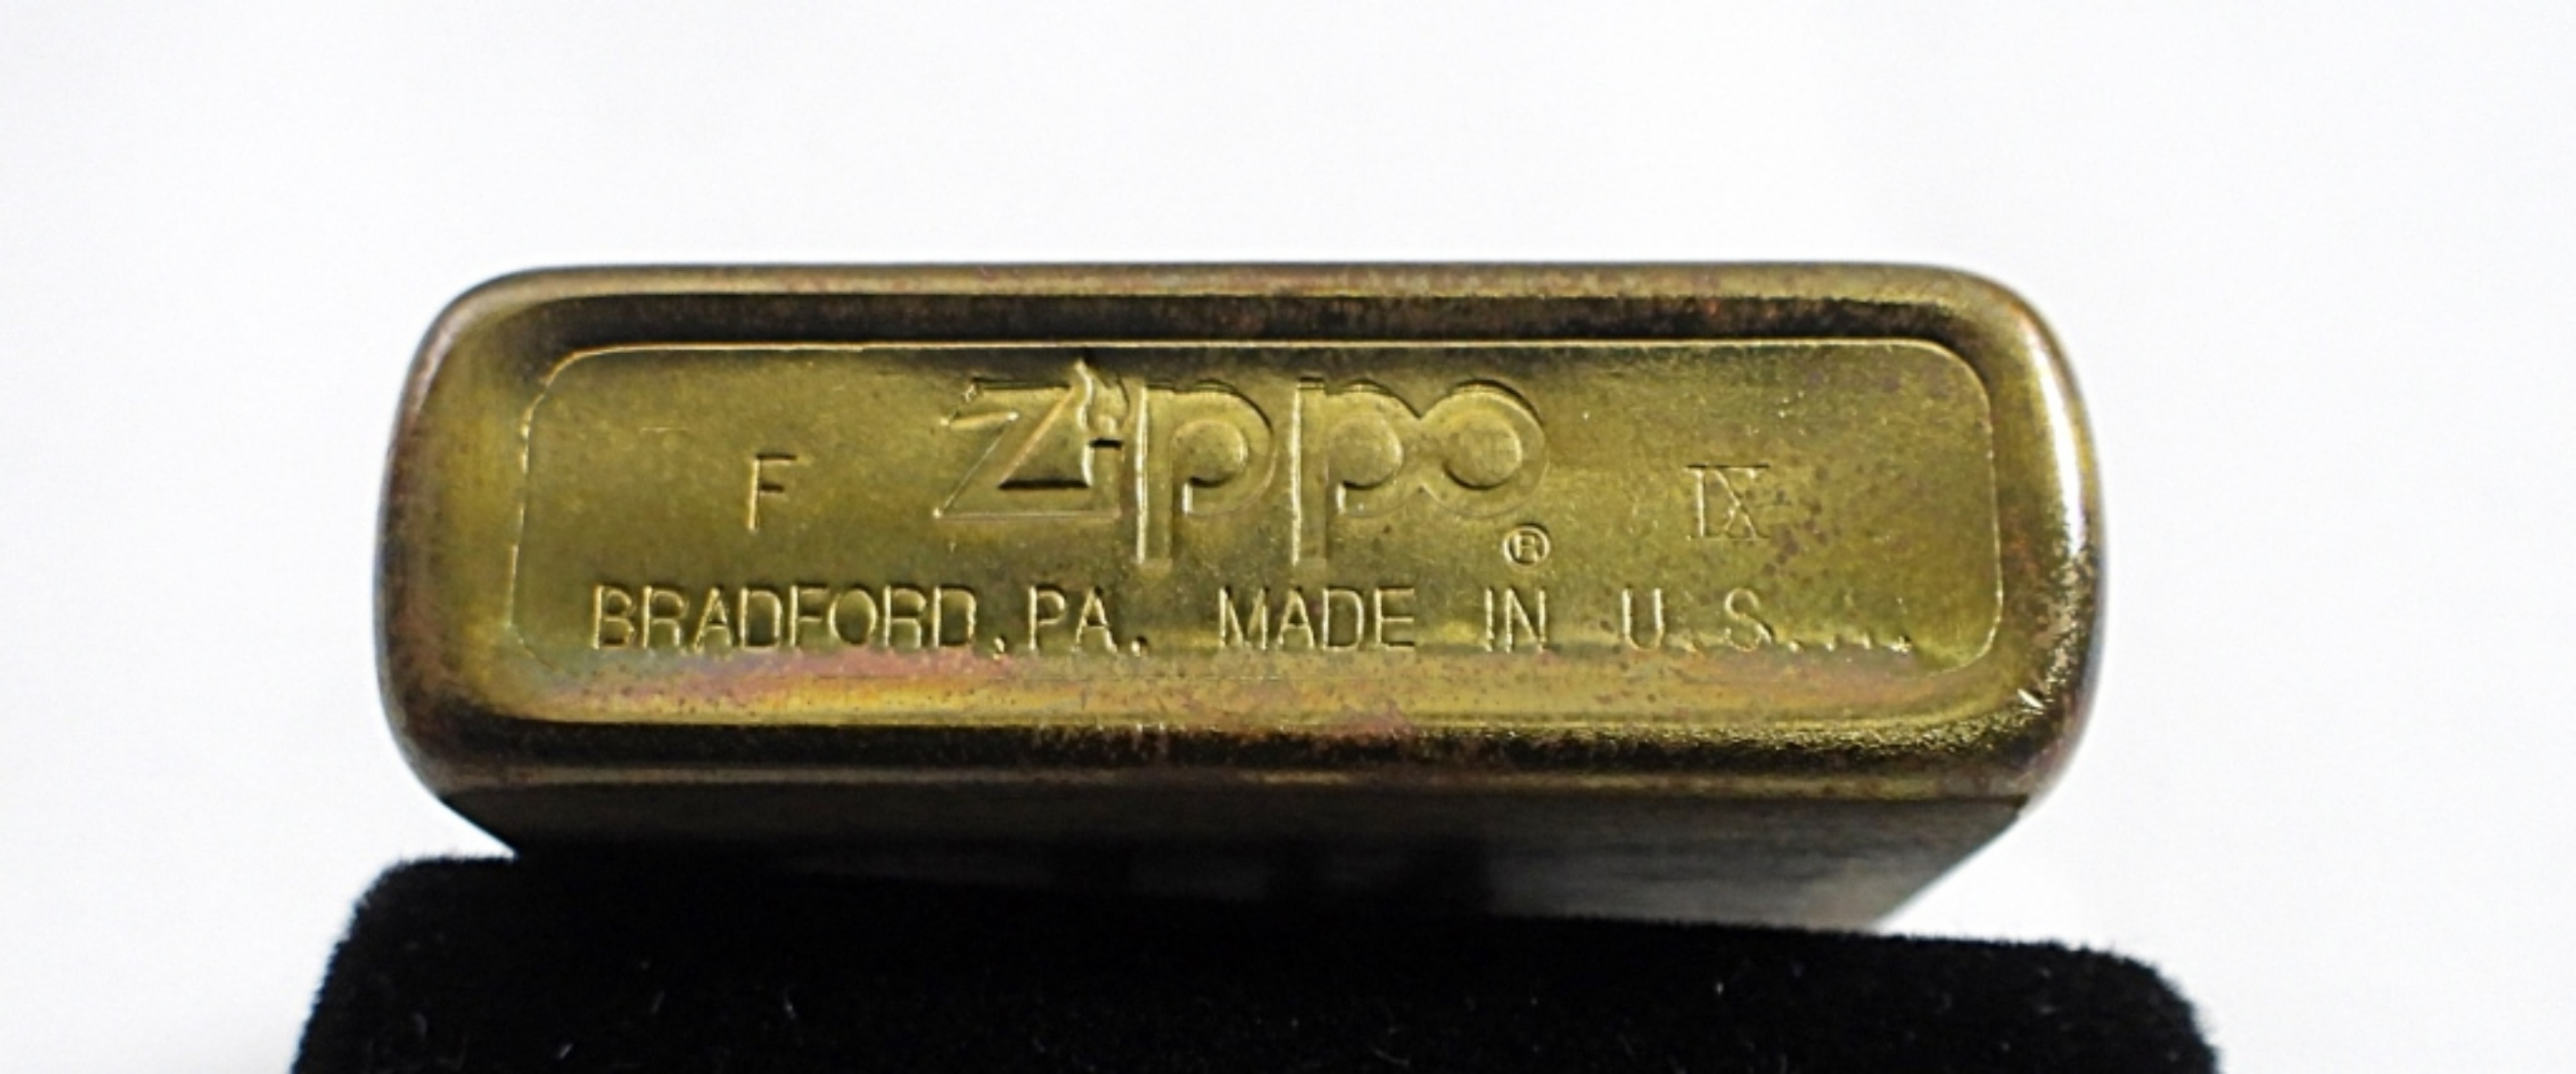 F Zippo ® IX
BRADFORD, PA. MADE IN U.S.